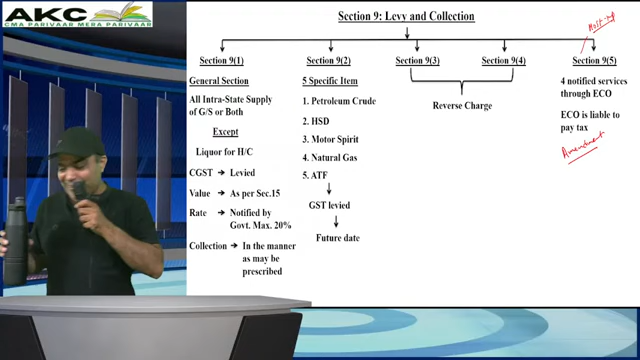 AKC
CMA PARIVAAR MERA PARIVAAR
Section 9: Levy and Collection
Section 9(1)
General Section
All Intra-State Supply
of G/S or Both
Except
Liquor for H/C
CGST → Levied
Value → As per Sec.15
Rate → Notified by
Govt. Max. 20%
Collection → In the manner
as may be
prescribed
Section 9(2)
5 Specific Item
1. Petroleum Crude
2. HSD
3. Motor Spirit
4. Natural Gas
5. ATF
GST levied
Future date
Section 9(3)
Section 9(4)
Reverse Charge
Section 9(5)
4 notified services
through ECO
ECO is liable to
pay tax
Amendment